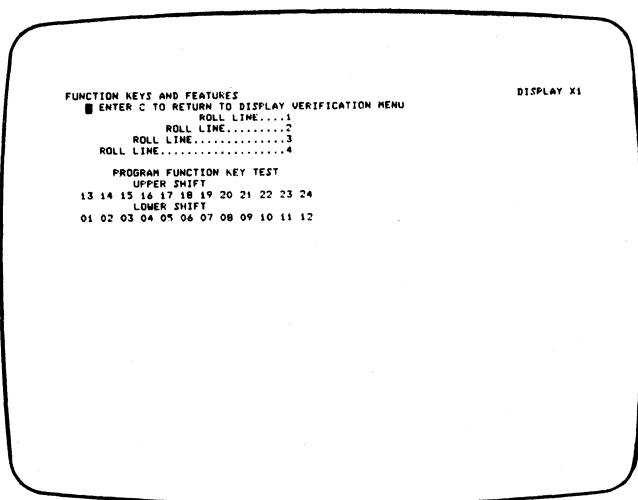 FUNCTION KEYS AND FEATURES DISPLAY X1
ENTER C TO RETURN TO DISPLAY VERIFICATION MENU
ROLL LINE....1
ROLL LINE.........2
ROLL LINE..............3
ROLL LINE...................4
PROGRAM FUNCTION KEY TEST
UPPER SHIFT
13 14 15 16 17 18 19 20 21 22 23 24
LOWER SHIFT
01 02 03 04 05 06 07 08 09 10 11 12